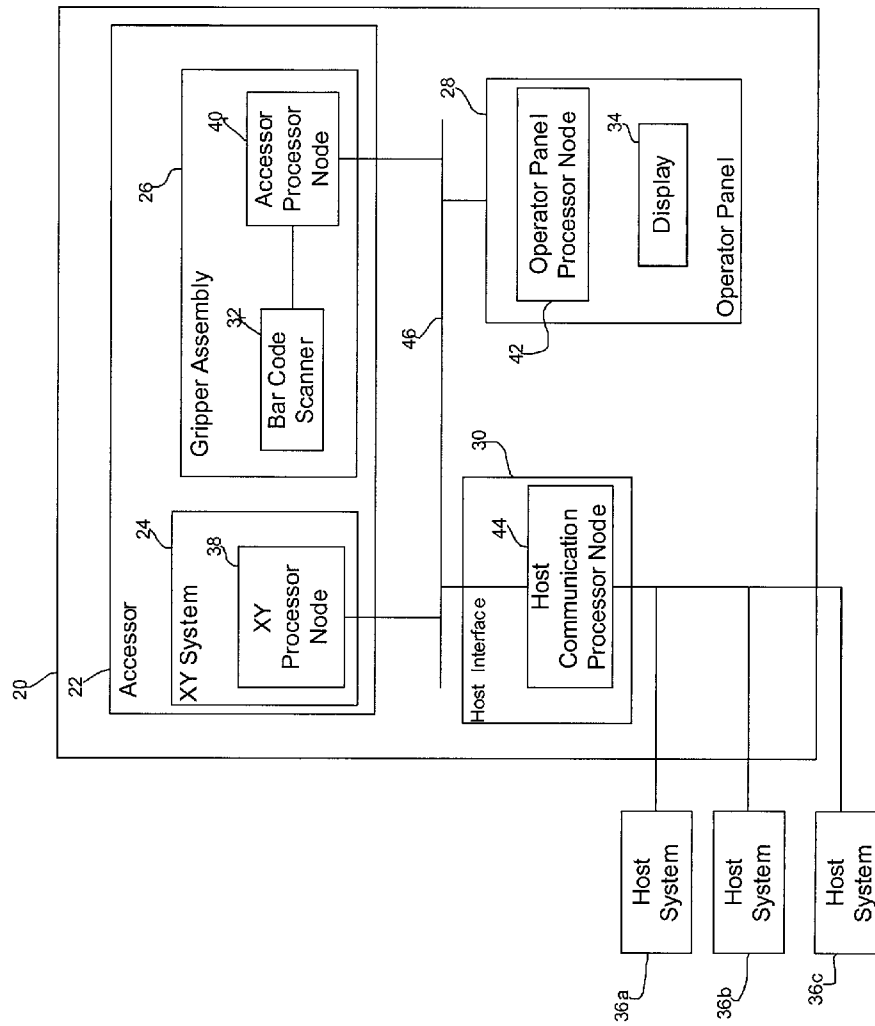 20
22
Accessor
24
XY System
38
XY
Processor
Node
26
Gripper Assembly
32
Bar Code
Scanner
40
Accessor
Processor
Node
46
30
Host Interface
44
Host
Communication
Processor Node
28
42
Operator Panel
Processor Node
34
Display
Operator Panel
36a
Host
System
36b
Host
System
36c
Host
System